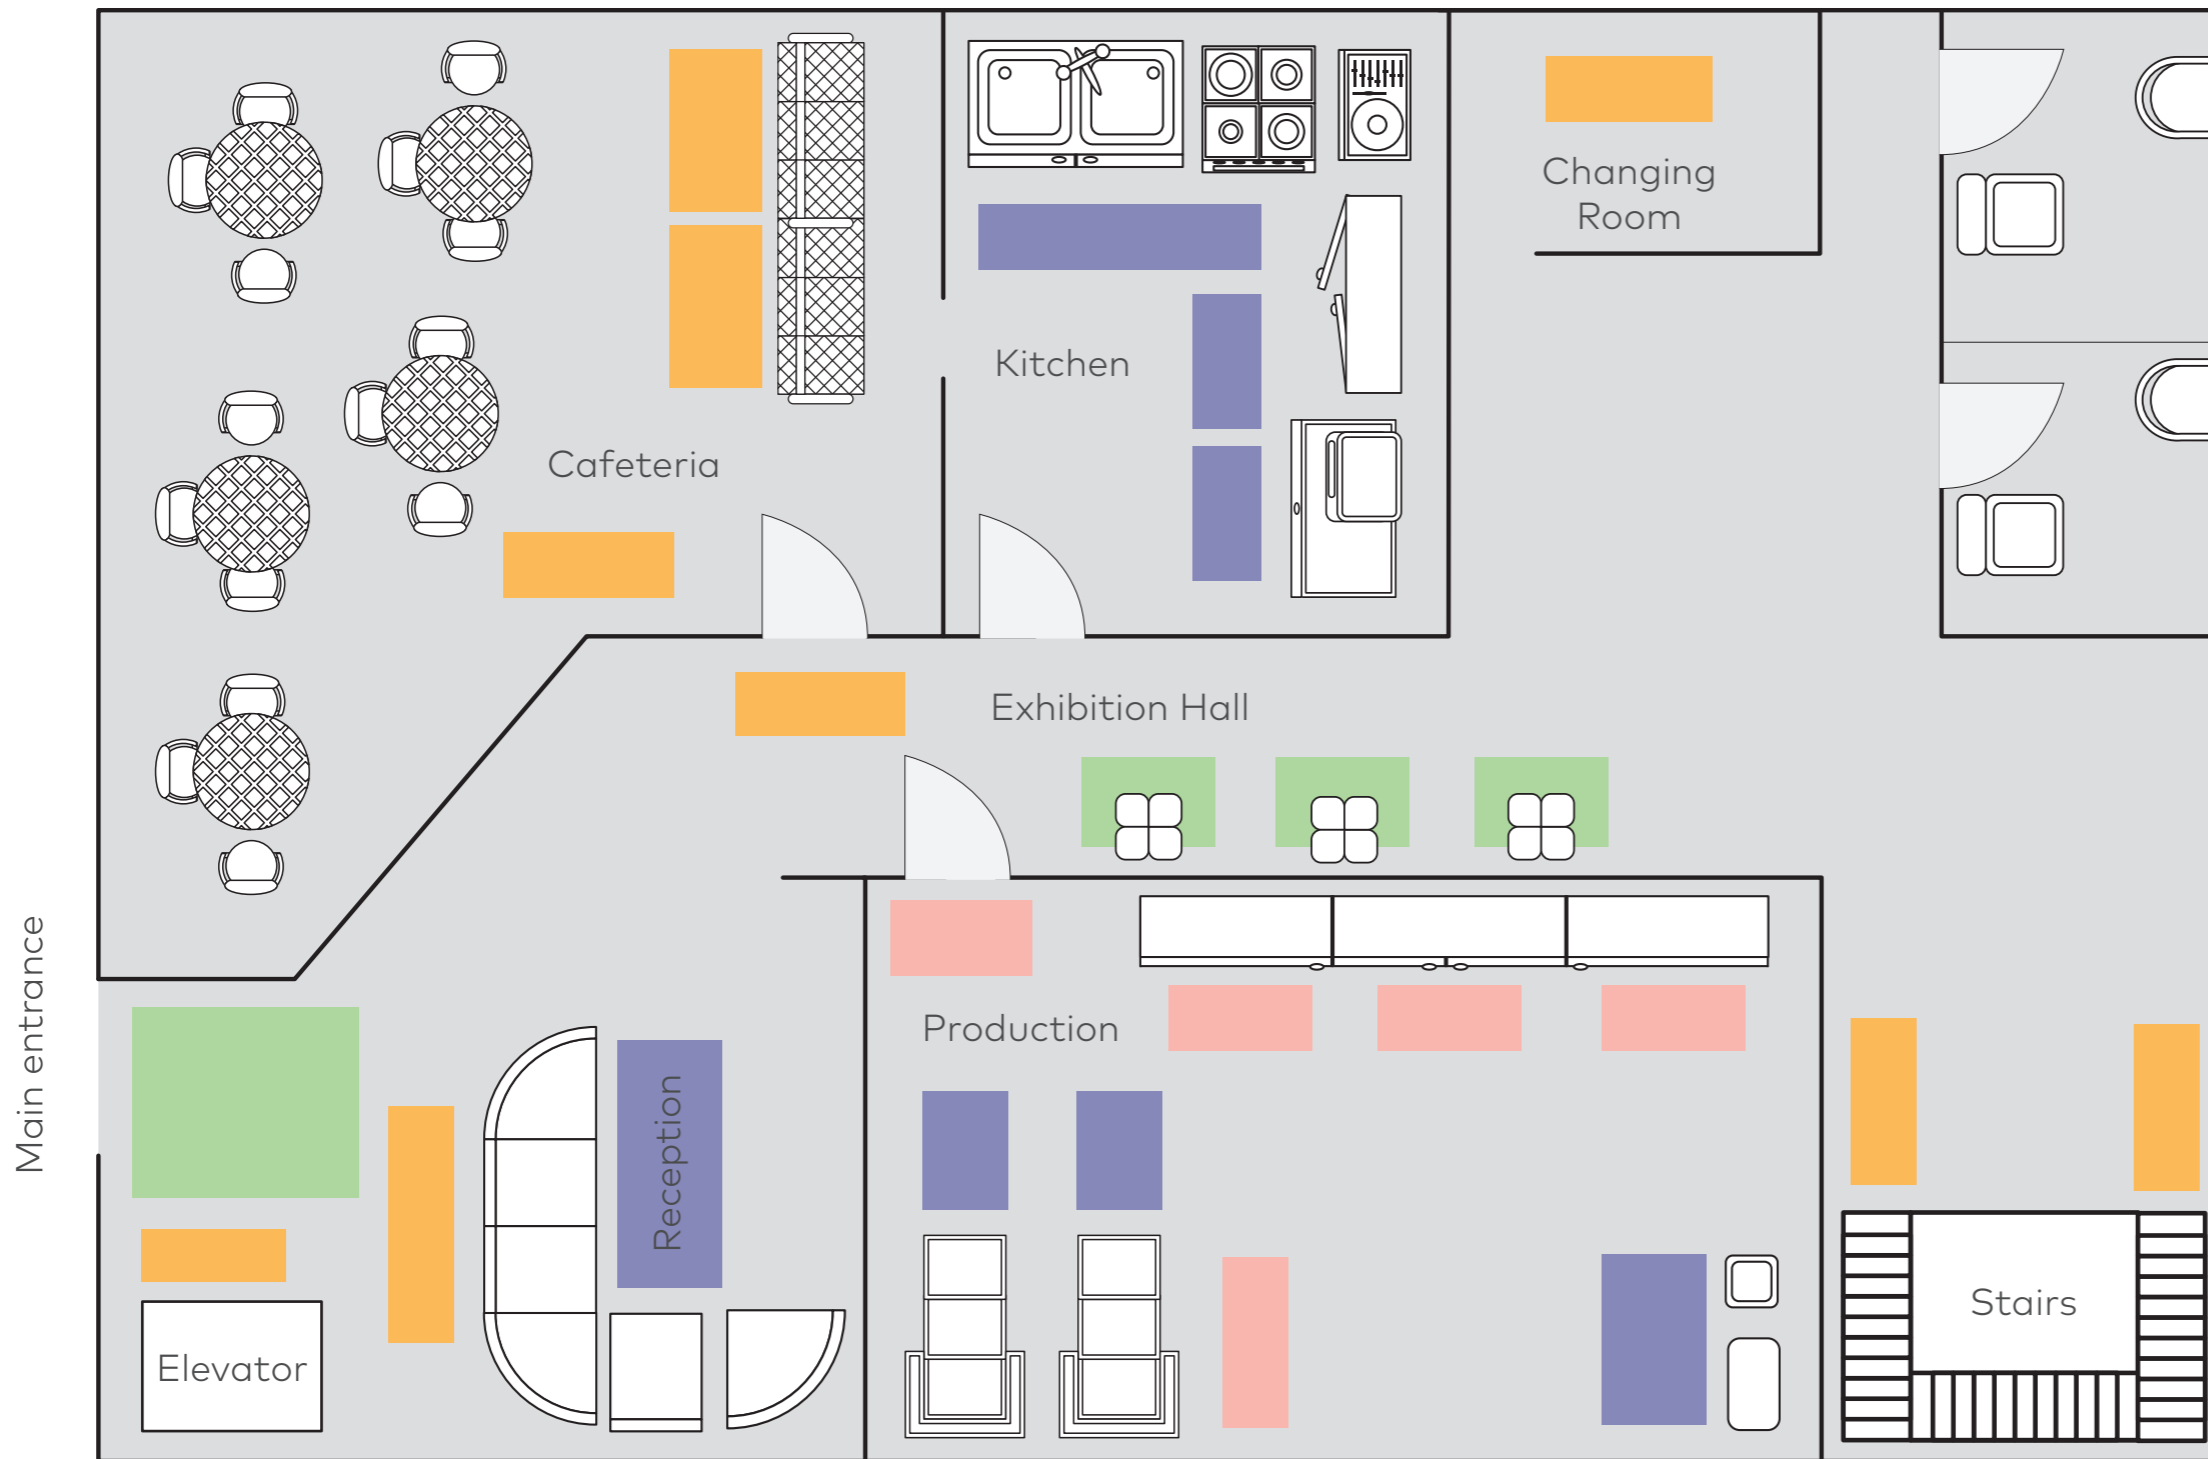 Changing
Room
Kitchen
Cafeteria
Exhibition Hall
Main entrance
Production
Reception
Stairs
Elevator